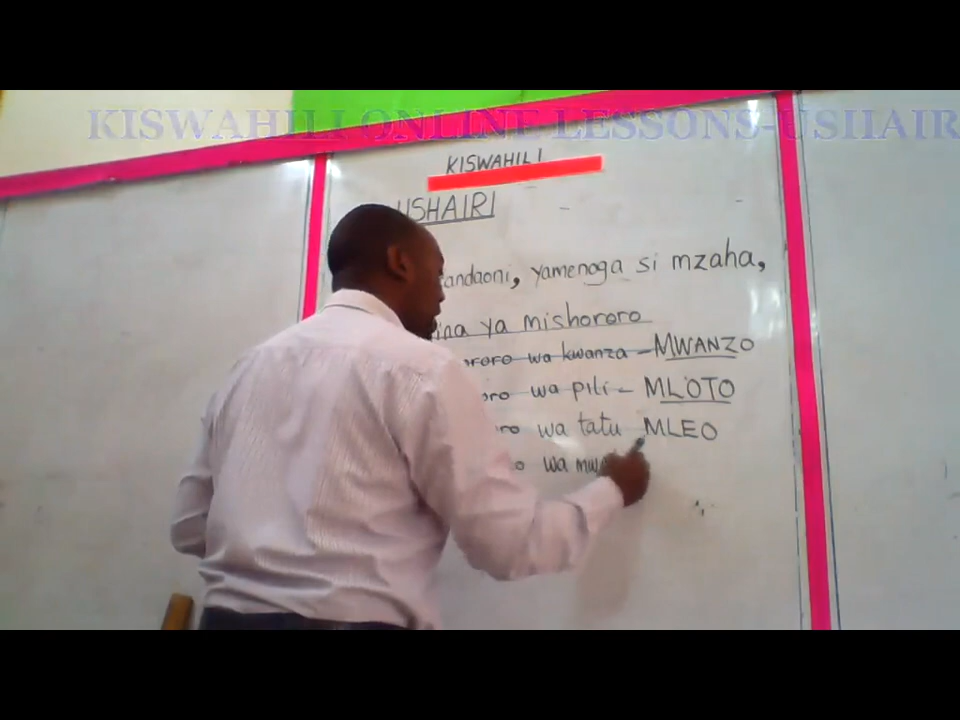 KISWAHILI ONLINE LESSONS-USHAIR
KISWAHILI
USHAIRI
yamenoga si mzaha,
ya mishororo
wa kwanza - MWANZO
wa pili - MLOTO
wa tatu MLEO
wa